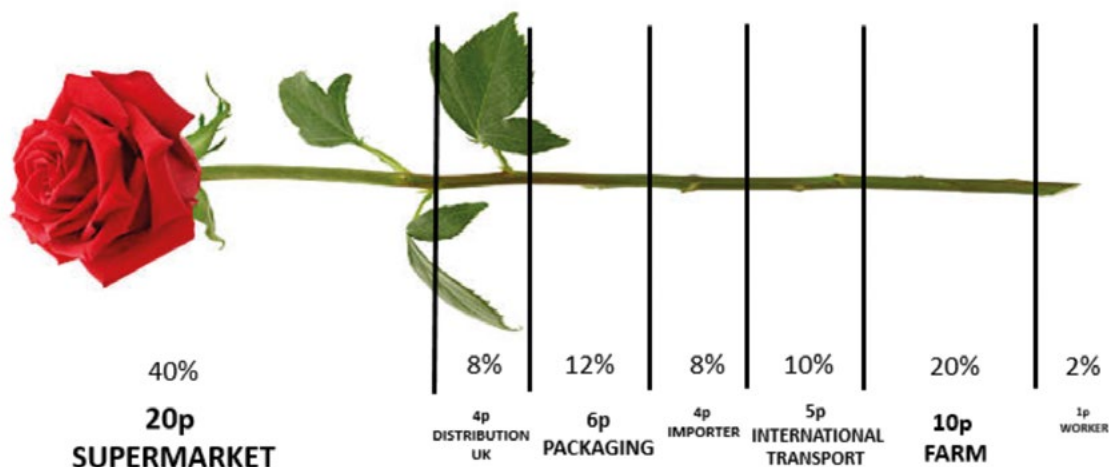 40%
20p
SUPERMARKET
8%
4p
DISTRIBUTION
UK
12%
6p
PACKAGING
8%
4p
IMPORTER
10%
5p
INTERNATIONAL
TRANSPORT
20%
10p
FARM
2%
1p
WORKER